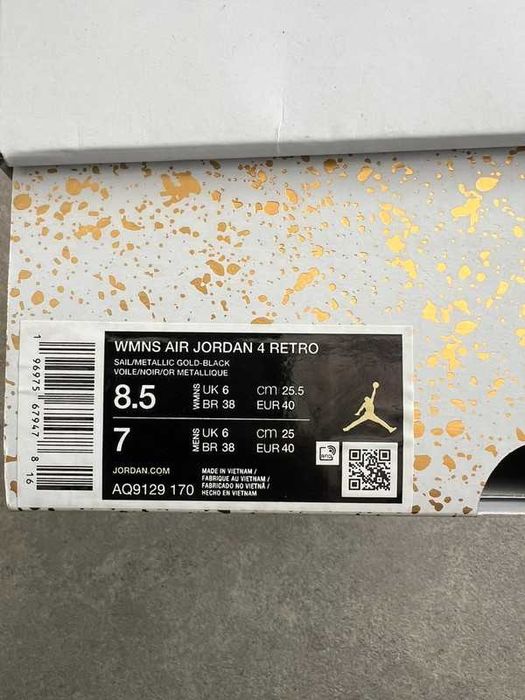 WMNS AIR JORDAN 4 RETRO
SAIL/METALLIC GOLD-BLACK
VOILE/NOIR/OR METALLIQUE
8.5 WMNS UK 6 CM 25.5
BR 38 EUR 40
7 MENS UK 6 CM 25
BR 38 EUR 40
JORDAN.COM
AQ9129 170
MADE IN VIETNAM /
FABRIQUE AU VIETNAM /
FABRICADO NO VIETNÃ /
HECHO EN VIETNAM
1 96975 67947 8 16